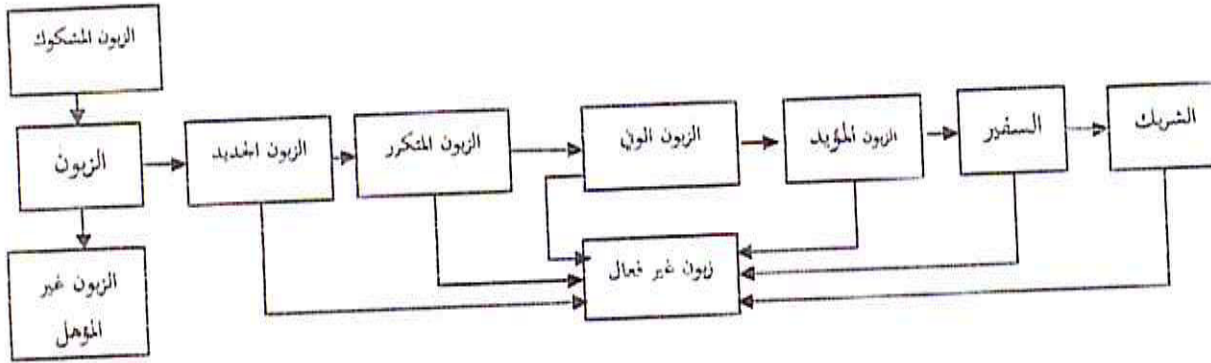 الزبون المشكوك
الزبون
الزبون الجديد
الزبون المتكرر
الزبون الوفي
الزبون المؤيد
السفير
الشريك
زبون غير فعال
الزبون غير
المؤهل